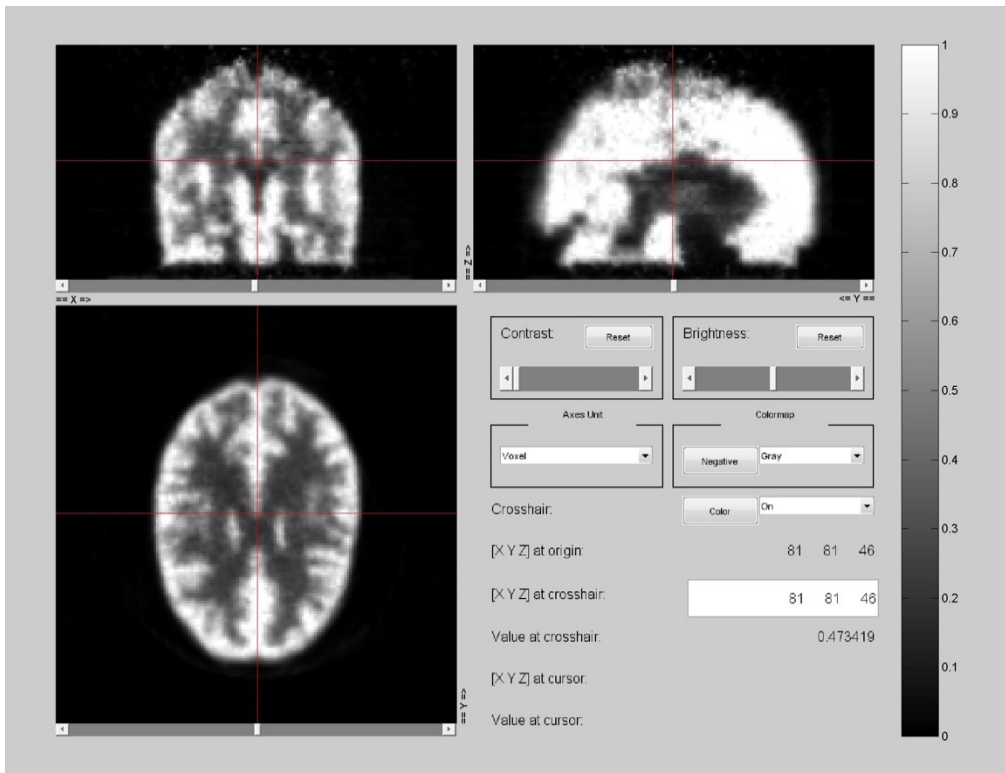 == Z =>
== X =>
<= Y ==
== Y =>
Contrast:
Reset
Brightness:
Reset
Axes Unit
Voxel
Colormap
Negative
Gray
Crosshair:
Color
On
[X Y Z] at origin:
81 81 46
[X Y Z] at crosshair:
81 81 46
Value at crosshair:
0.473419
[X Y Z] at cursor:
Value at cursor:
1
0.9
0.8
0.7
0.6
0.5
0.4
0.3
0.2
0.1
0